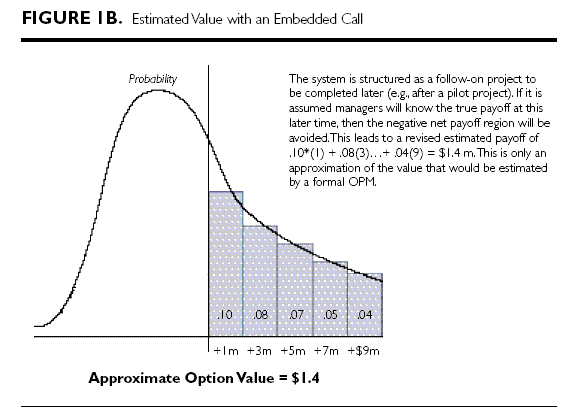 FIGURE 1B. Estimated Value with an Embedded Call
Probability
The system is structured as a follow-on project to
be completed later (e.g., after a pilot project). If it is
assumed managers will know the true payoff at this
later time, then the negative net payoff region will be
avoided.This leads to a revised estimated payoff of
.10*(1) + .08(3)...+ .04(9) = $1.4 m.This is only an
approximation of the value that would be estimated
by a formal OPM.
.10 .08 .07 .05 .04
+1m +3m +5m +7m +$9m
Approximate Option Value = $1.4